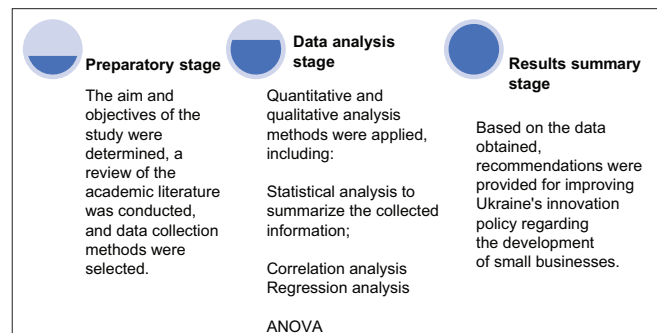 Preparatory stage
The aim and
objectives of the
study were
determined, a
review of the
academic literature
was conducted,
and data collection
methods were
selected.
Data analysis
stage
Quantitative and
qualitative analysis
methods were applied,
including:
Statistical analysis to
summarize the collected
information;
Correlation analysis
Regression analysis
ANOVA
Results summary
stage
Based on the data
obtained,
recommendations were
provided for improving
Ukraine's innovation
policy regarding
the development
of small businesses.